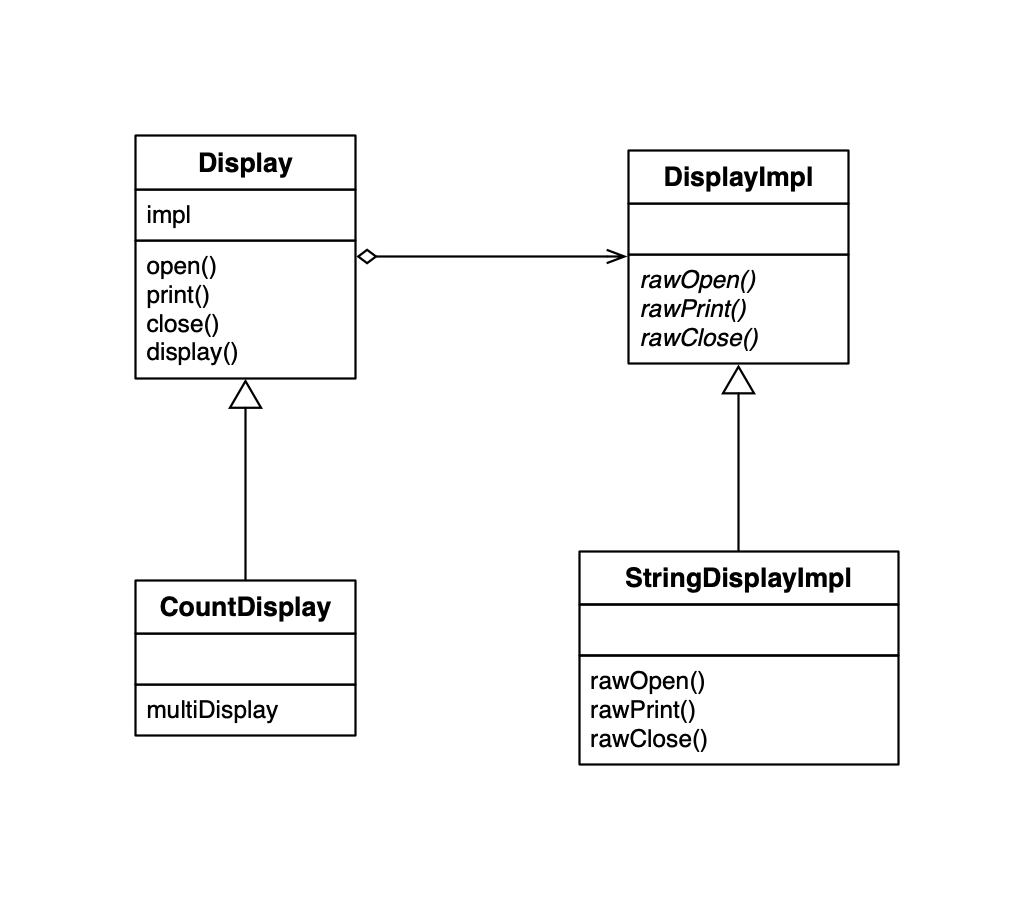 Display
impl
open()
print()
close()
display()
DisplayImpl
rawOpen()
rawPrint()
rawClose()
CountDisplay
multiDisplay
StringDisplayImpl
rawOpen()
rawPrint()
rawClose()